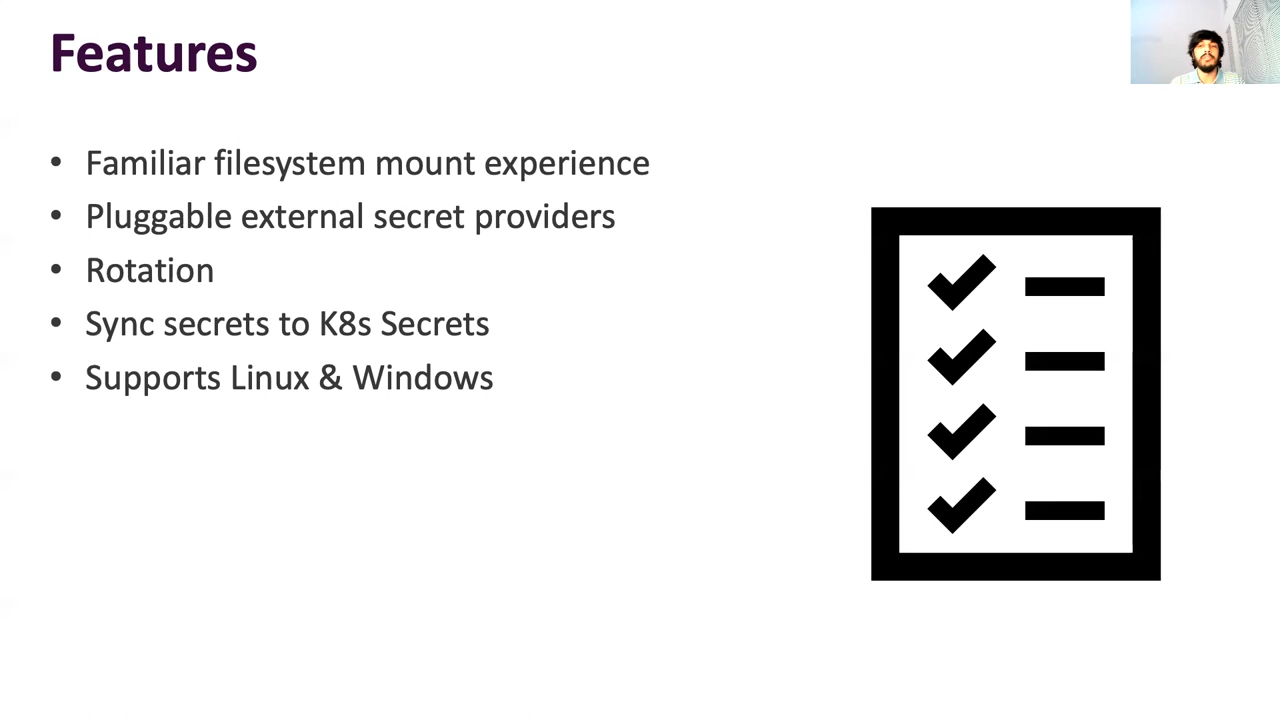 Features
• Familiar filesystem mount experience
• Pluggable external secret providers
• Rotation
• Sync secrets to K8s Secrets
• Supports Linux & Windows